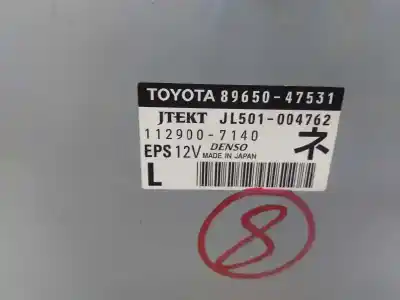 TOYOTA 89650-47531
JTEKT JL501-004762
112900-7140 ネ
EPS 12V DENSO MADE IN JAPAN
L
8